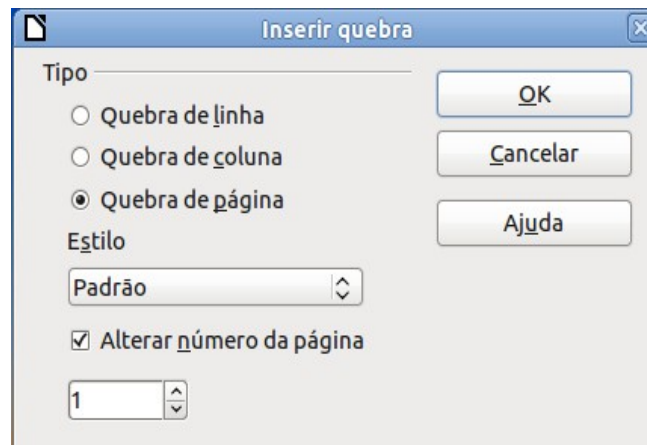 Inserir quebra
Tipo
Quebra de linha
Quebra de coluna
Quebra de página
Estilo
Padrão
Alterar número da página
1
OK
Cancelar
Ajuda